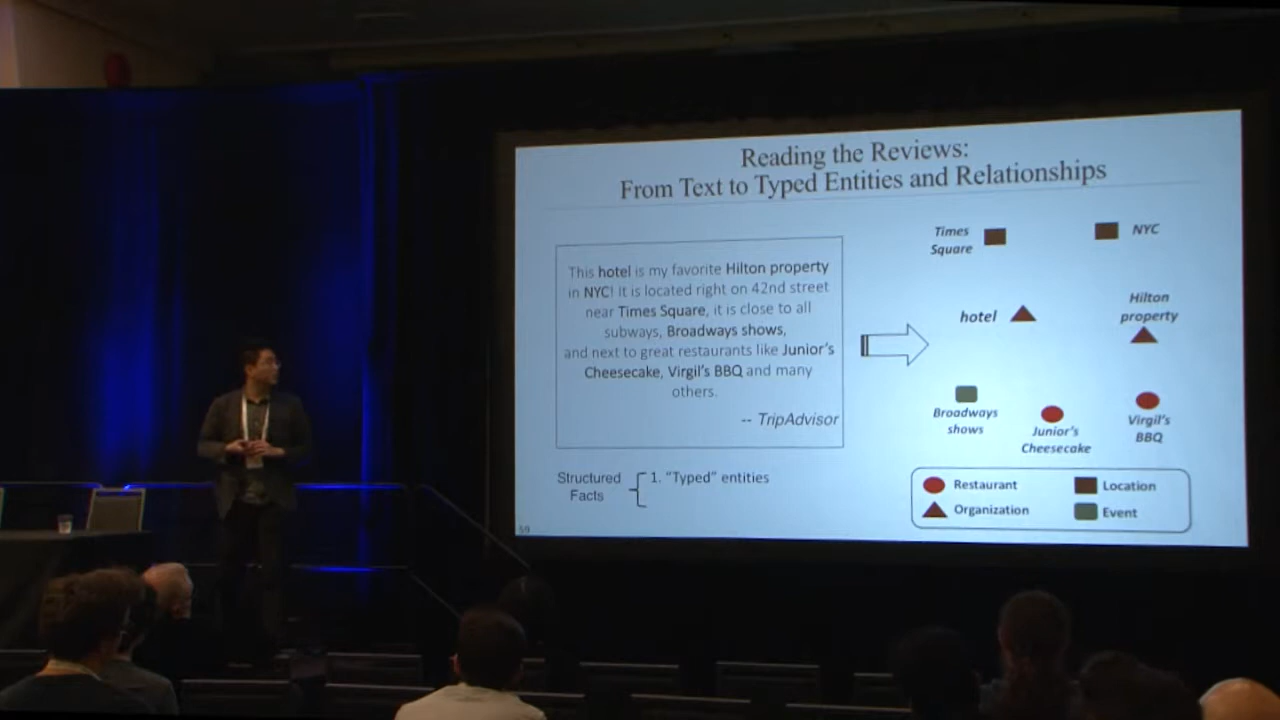 Reading the Reviews:
From Text to Typed Entities and Relationships
This hotel is my favorite Hilton property
in NYC! It is located right on 42nd street
near Times Square, it is close to all
subways, Broadways shows,
and next to great restaurants like Junior's
Cheesecake, Virgil's BBQ and many
others.
-- TripAdvisor
Structured
Facts
1. "Typed" entities
Times
Square
NYC
hotel
Hilton
property
Broadways
shows
Junior's
Cheesecake
Virgil's
BBQ
Restaurant
Location
Organization
Event
59